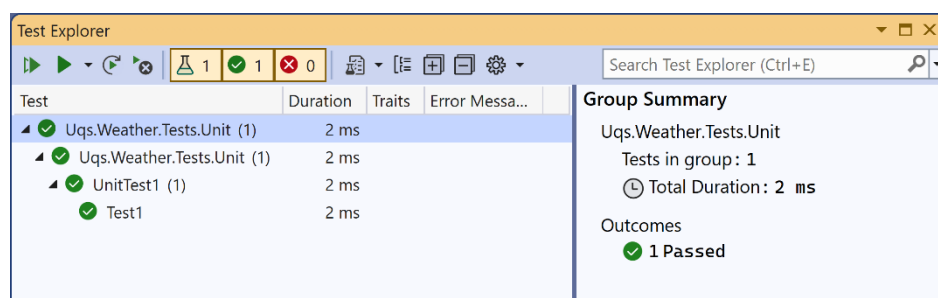 Test Explorer
1 1 0 Search Test Explorer (Ctrl+E)
Test Duration Traits Error Messa...
Uqs.Weather.Tests.Unit (1) 2 ms
Uqs.Weather.Tests.Unit (1) 2 ms
UnitTest1 (1) 2 ms
Test1 2 ms
Group Summary
Uqs.Weather.Tests.Unit
Tests in group: 1
Total Duration: 2 ms
Outcomes
1 Passed